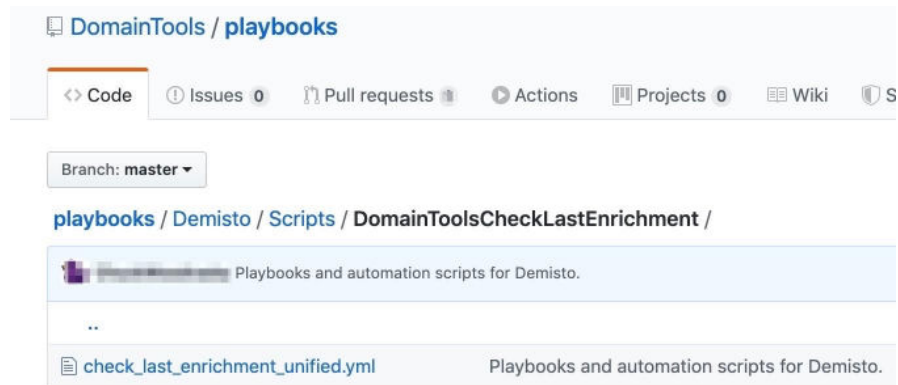 DomainTools / playbooks
Code Issues 0 Pull requests Actions Projects 0 Wiki S
Branch: master
playbooks / Demisto / Scripts / DomainToolsCheckLastEnrichment /
Playbooks and automation scripts for Demisto.
..
check_last_enrichment_unified.yml Playbooks and automation scripts for Demisto.